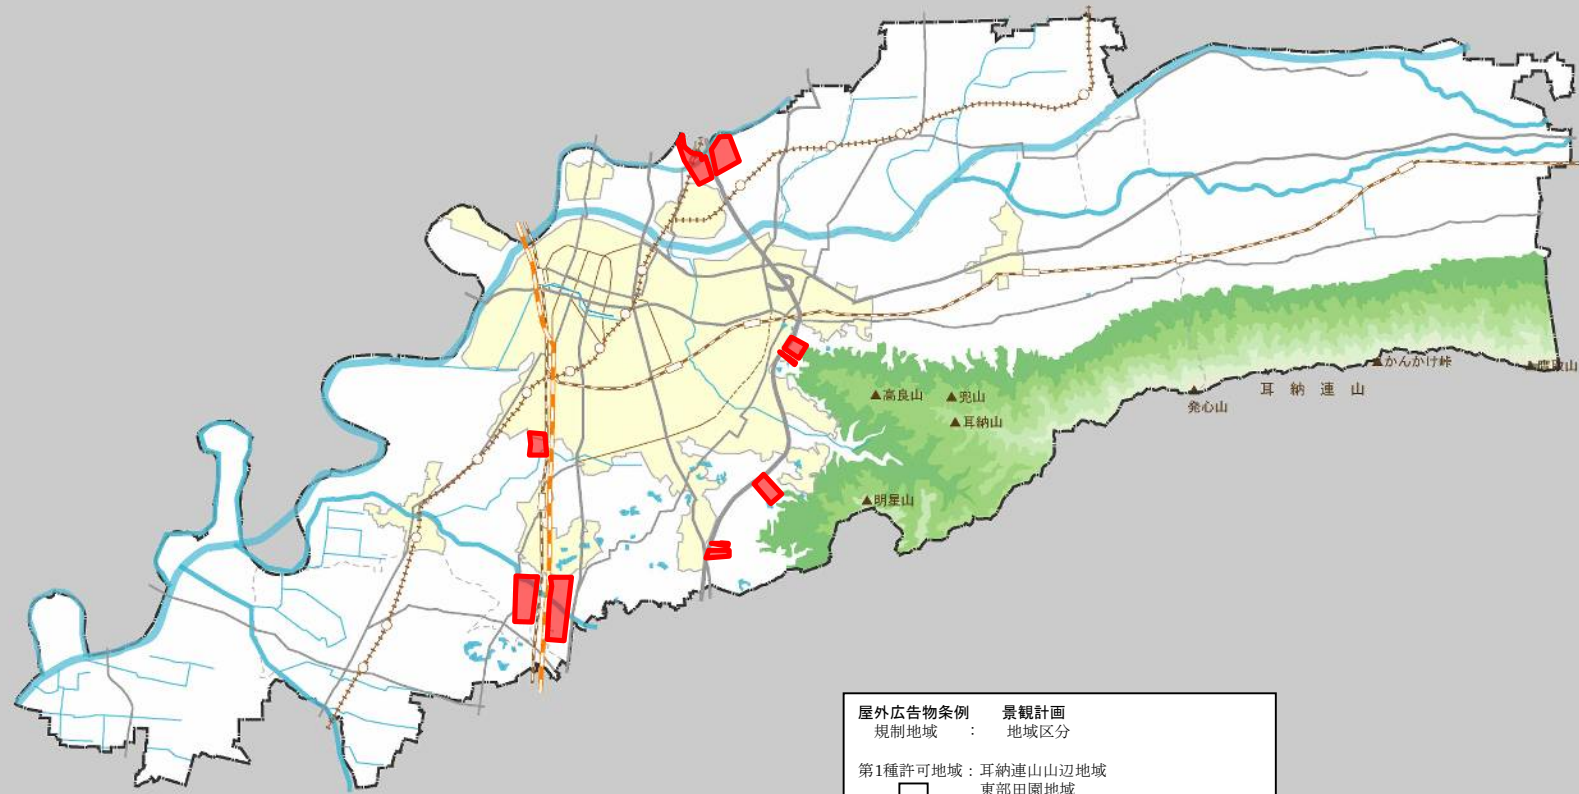 ▲かんかけ峠
▲鷹取山
耳納連山
▲高良山
▲兜山
▲発心山
▲耳納山
▲明星山
屋外広告物条例 景観計画
規制地域 : 地域区分
第1種許可地域:耳納連山山辺地域
東部田園地域